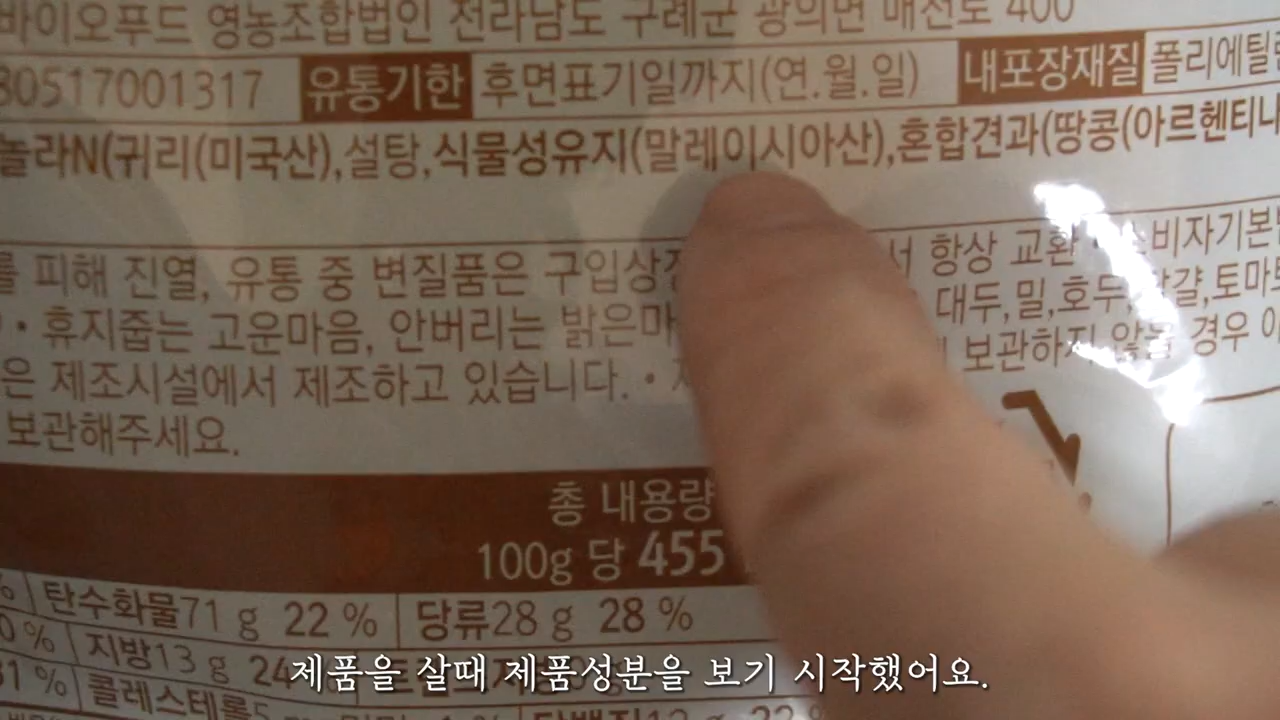 바이오푸드 영농조합법인 전라남도 구례군 광의면 매천로 400
80517001317 유통기한 후면표기일까지(연.월.일) 내포장재질 폴리에틸렌
놀라N(귀리(미국산),설탕,식물성유지(말레이시아산),혼합견과(땅콩(아르헨티나
를 피해 진열, 유통 중 변질품은 구입상점 서 항상 교환 소비자기본법
· 휴지줍는 고운마음, 안버리는 밝은마 대두,밀,호두,달걀,토마토
은 제조시설에서 제조하고 있습니다. · 보관하지 않을 경우
보관해주세요.
총 내용량
100g 당 455
% 탄수화물71 g 22 % 당류28 g 28 %
0 % 지방13 g 24
31 % 콜레스테롤5
제품을 살때 제품성분을 보기 시작했어요.